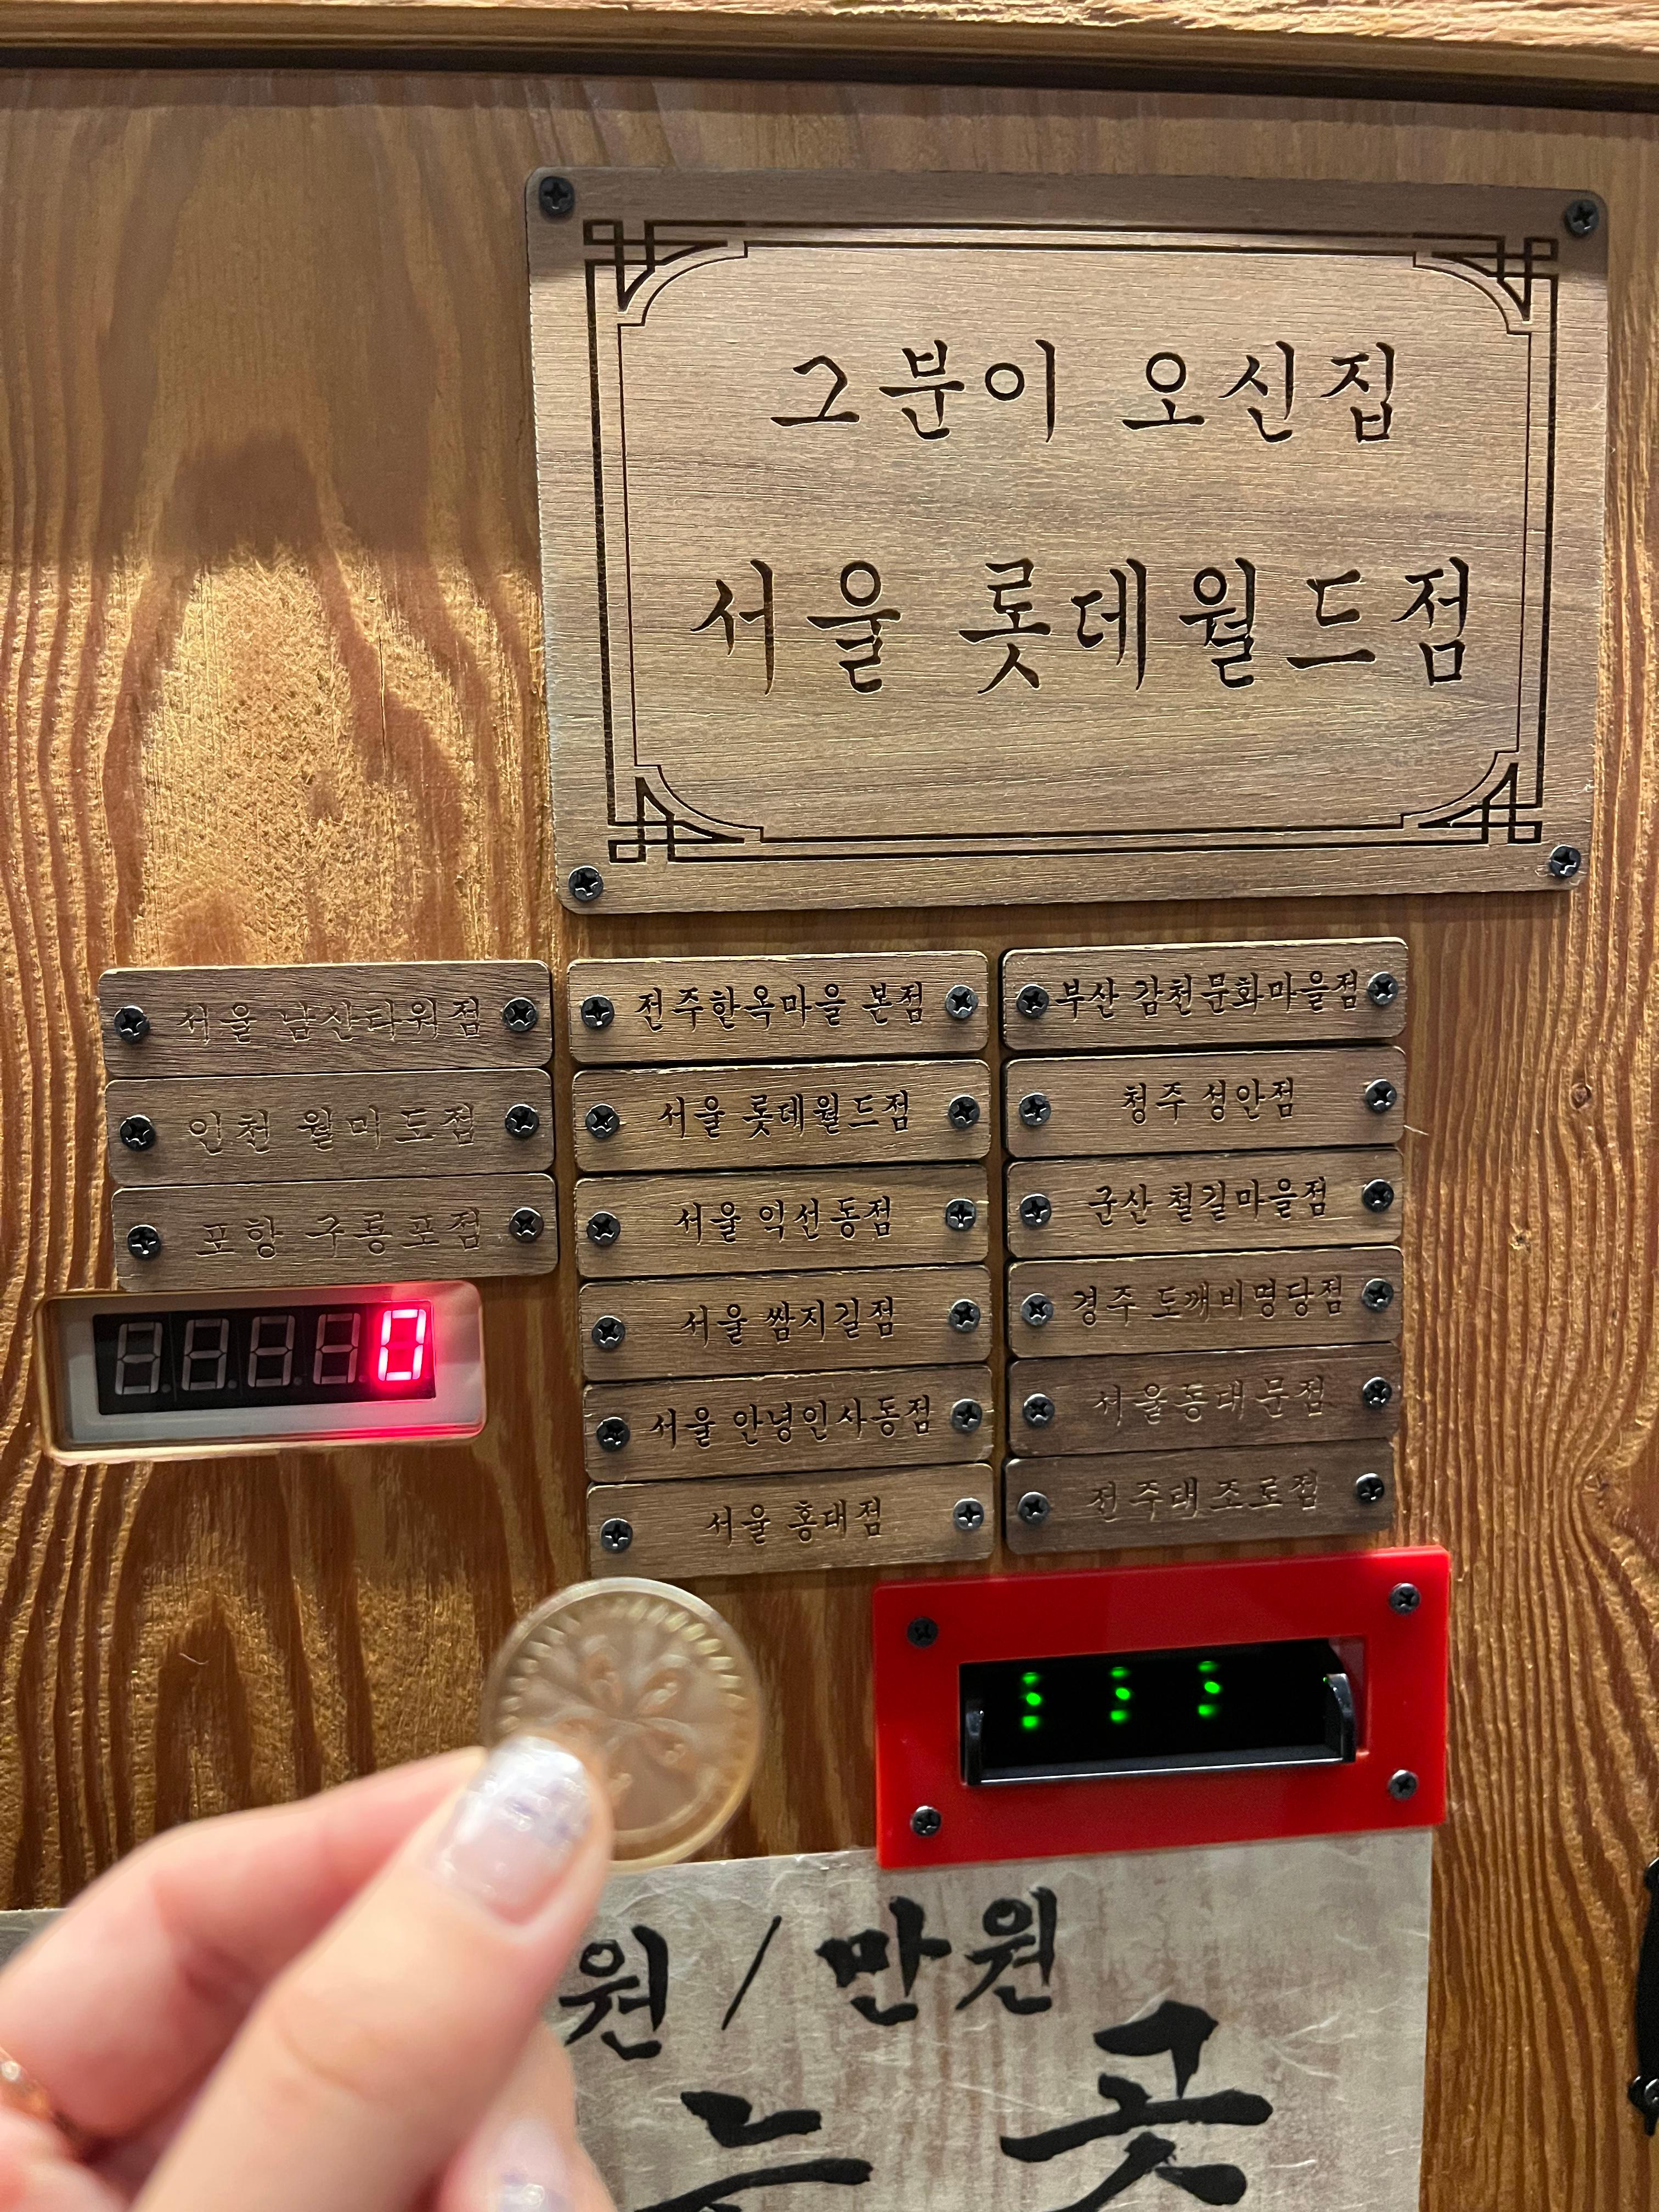 그분이 오신집
서울 롯데월드점
서울 남산타워점
인천 월미도점
포항 구룡포점
0
전주한옥마을 본점
서울 롯데월드점
서울 익선동점
서울 쌈지길점
서울 안녕인사동점
서울 홍대점
부산 감천문화마을점
청주 성안점
군산 철길마을점
경주 도깨비명당점
서울동대문점
전주대조로점
원 / 만원
는 곳